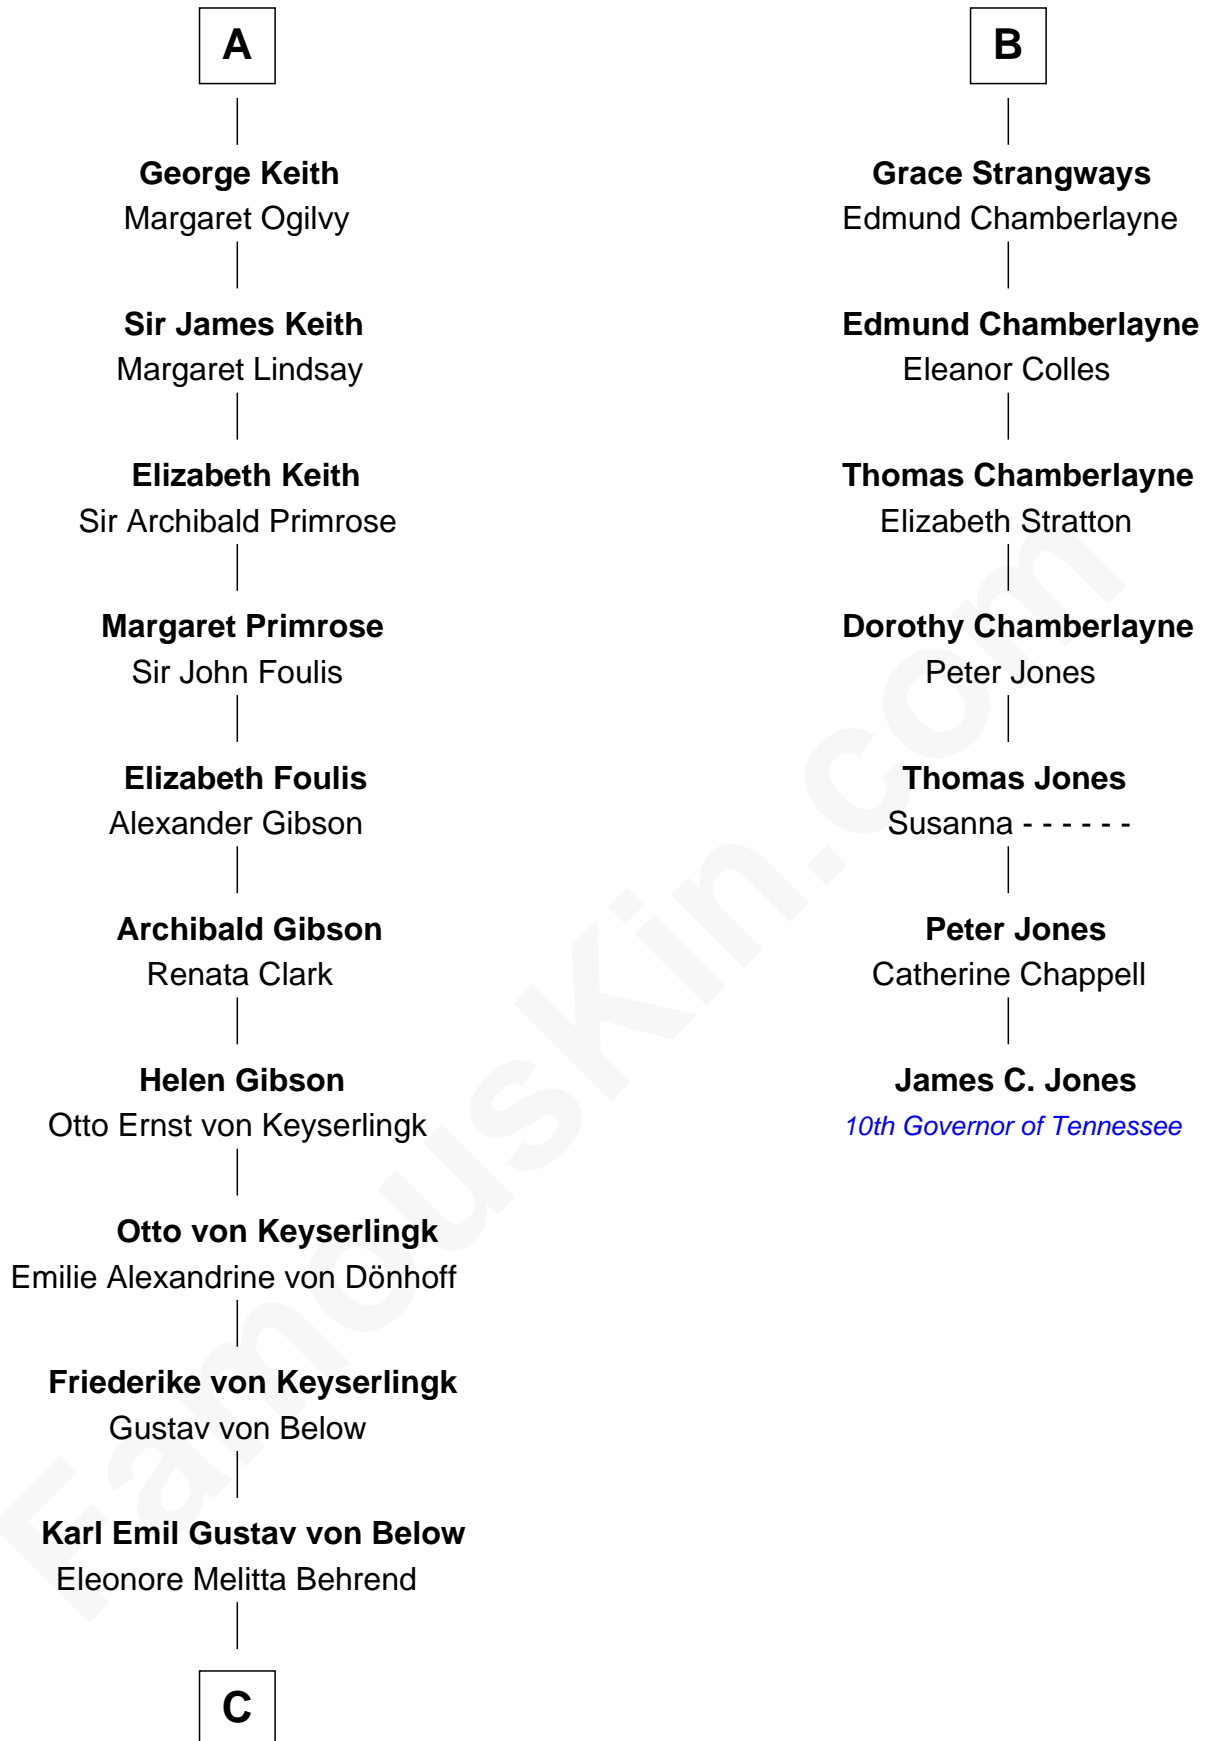 A
George Keith
Margaret Ogilvy
Sir James Keith
Margaret Lindsay
Elizabeth Keith
Sir Archibald Primrose
Margaret Primrose
Sir John Foulis
Elizabeth Foulis
Alexander Gibson
Archibald Gibson
Renata Clark
Helen Gibson
Otto Ernst von Keyserlingk
Otto von Keyserlingk
Emilie Alexandrine von Dönhoff
Friederike von Keyserlingk
Gustav von Below
Karl Emil Gustav von Below
Eleonore Melitta Behrend
C
B
Grace Strangways
Edmund Chamberlayne
Edmund Chamberlayne
Eleanor Colles
Thomas Chamberlayne
Elizabeth Stratton
Dorothy Chamberlayne
Peter Jones
Thomas Jones
Susanna - - - - - -
Peter Jones
Catherine Chappell
James C. Jones
10th Governor of Tennessee
FamousKin.com